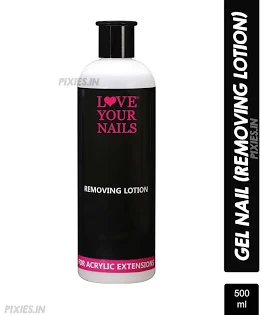 PIXIES.IN
LOVE
YOUR
NAILS
REMOVING LOTION
FOR ACRYLIC EXTENSIONS
PIXIES.IN
GEL NAIL (REMOVING LOTION)
PIXIES.IN
500
ml